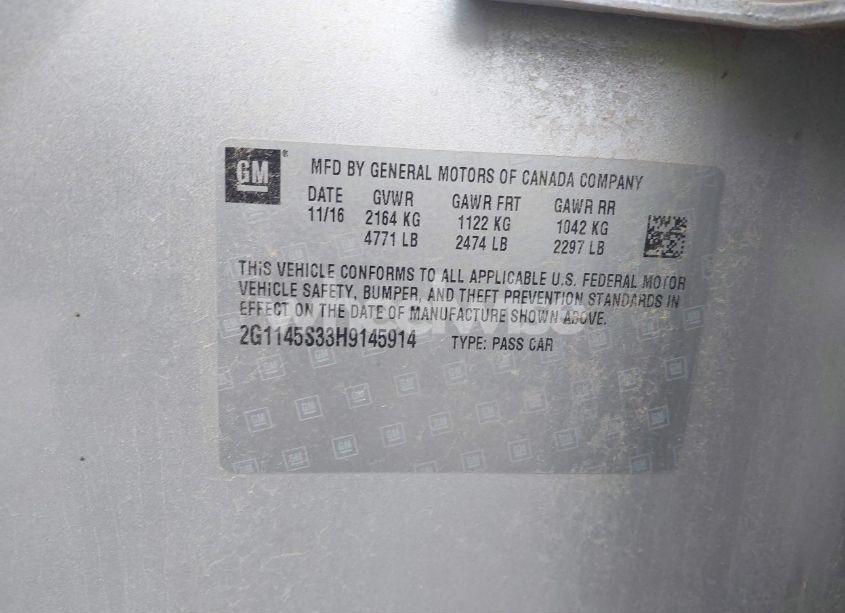 GM ® MFD BY GENERAL MOTORS OF CANADA COMPANY
DATE GVWR GAWR FRT GAWR RR
11/16 2164 KG 1122 KG 1042 KG
4771 LB 2474 LB 2297 LB
THIS VEHICLE CONFORMS TO ALL APPLICABLE U.S. FEDERAL MOTOR
VEHICLE SAFETY, BUMPER, AND THEFT PREVENTION STANDARDS IN
EFFECT ON THE DATE OF MANUFACTURE SHOWN ABOVE.
2G1145S33H9145914 TYPE: PASS CAR